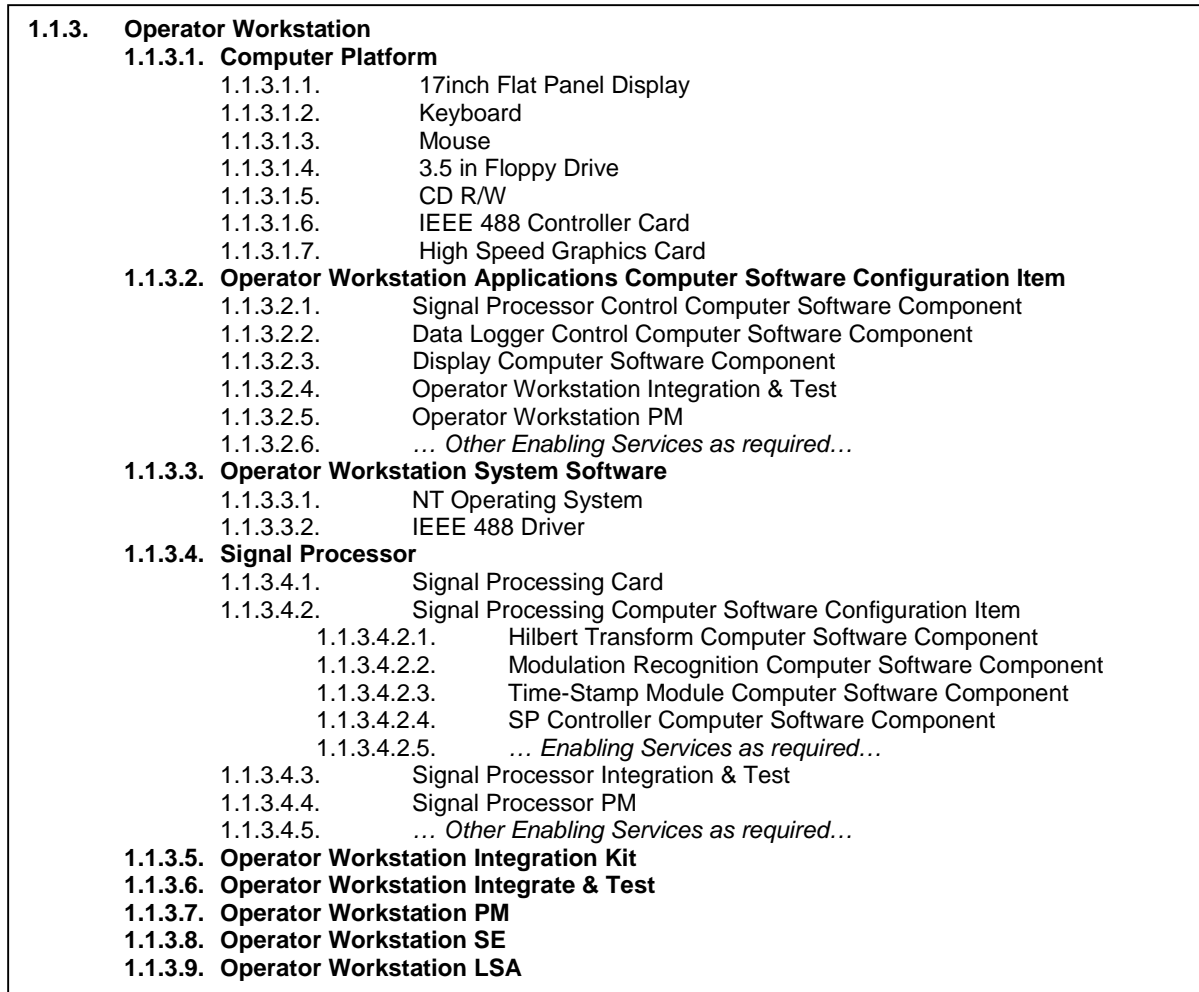 1.1.3. Operator Workstation
1.1.3.1. Computer Platform
1.1.3.1.1. 17inch Flat Panel Display
1.1.3.1.2. Keyboard
1.1.3.1.3. Mouse
1.1.3.1.4. 3.5 in Floppy Drive
1.1.3.1.5. CD R/W
1.1.3.1.6. IEEE 488 Controller Card
1.1.3.1.7. High Speed Graphics Card
1.1.3.2. Operator Workstation Applications Computer Software Configuration Item
1.1.3.2.1. Signal Processor Control Computer Software Component
1.1.3.2.2. Data Logger Control Computer Software Component
1.1.3.2.3. Display Computer Software Component
1.1.3.2.4. Operator Workstation Integration & Test
1.1.3.2.5. Operator Workstation PM
1.1.3.2.6. … Other Enabling Services as required…
1.1.3.3. Operator Workstation System Software
1.1.3.3.1. NT Operating System
1.1.3.3.2. IEEE 488 Driver
1.1.3.4. Signal Processor
1.1.3.4.1. Signal Processing Card
1.1.3.4.2. Signal Processing Computer Software Configuration Item
1.1.3.4.2.1. Hilbert Transform Computer Software Component
1.1.3.4.2.2. Modulation Recognition Computer Software Component
1.1.3.4.2.3. Time-Stamp Module Computer Software Component
1.1.3.4.2.4. SP Controller Computer Software Component
1.1.3.4.2.5. … Enabling Services as required…
1.1.3.4.3. Signal Processor Integration & Test
1.1.3.4.4. Signal Processor PM
1.1.3.4.5. … Other Enabling Services as required…
1.1.3.5. Operator Workstation Integration Kit
1.1.3.6. Operator Workstation Integrate & Test
1.1.3.7. Operator Workstation PM
1.1.3.8. Operator Workstation SE
1.1.3.9. Operator Workstation LSA